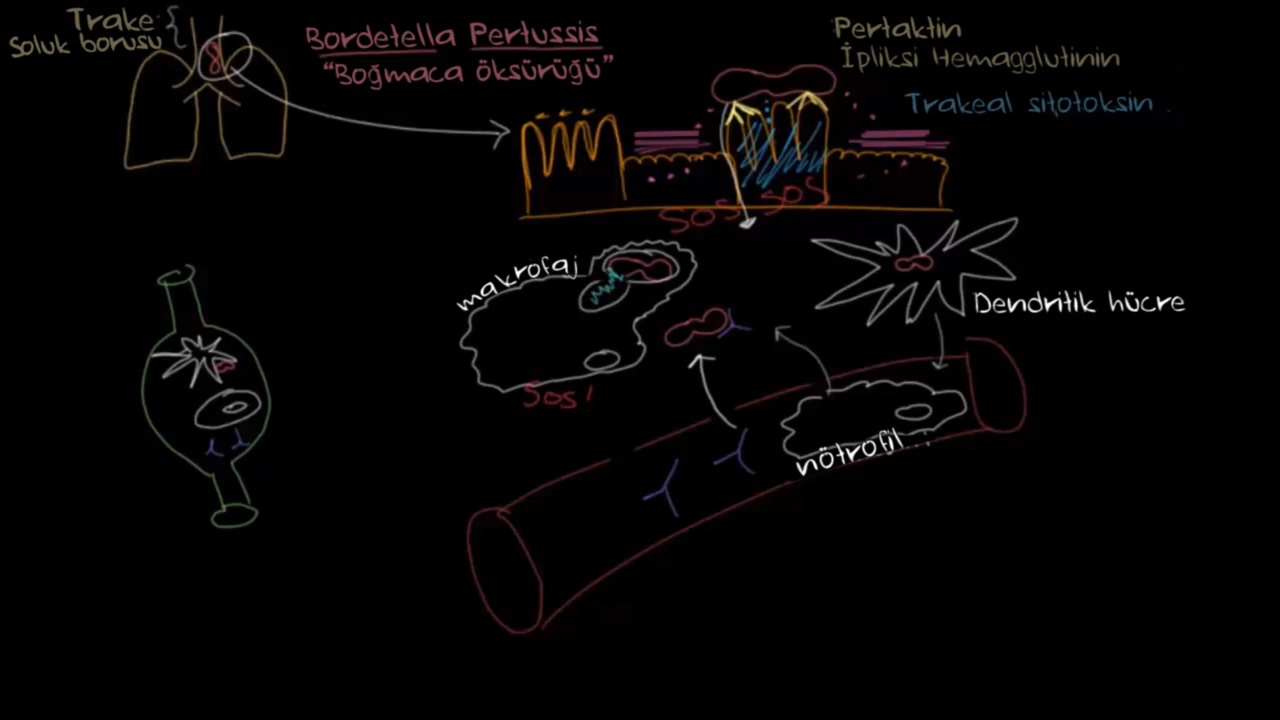 Trake
Soluk borusu
Bordetella Pertussis
"Boğmaca öksürüğü"
Pertaktin
İpliksi Hemagglutinin
Trakeal sitotoksin
SOS SOS
makrofaj
Dendritik hücre
Sos!
nötrofil...